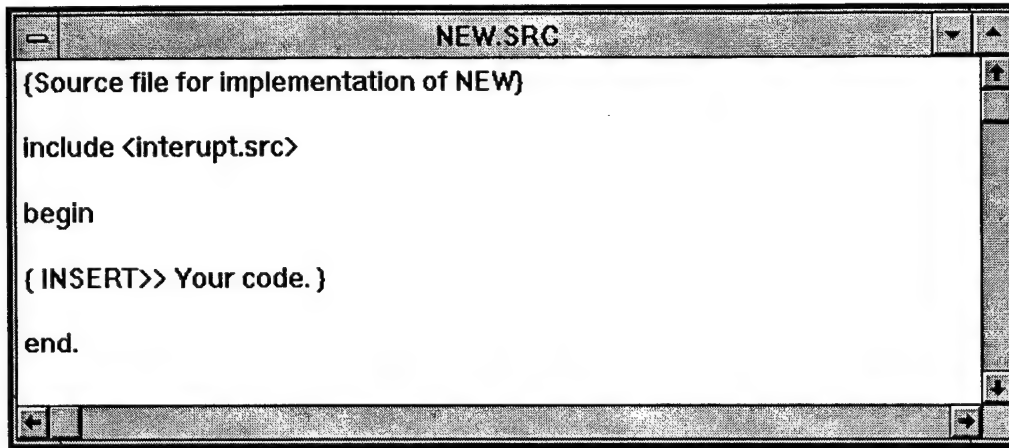 NEW.SRC
{Source file for implementation of NEW}
include <interupt.src>
begin
{ INSERT>> Your code. }
end.